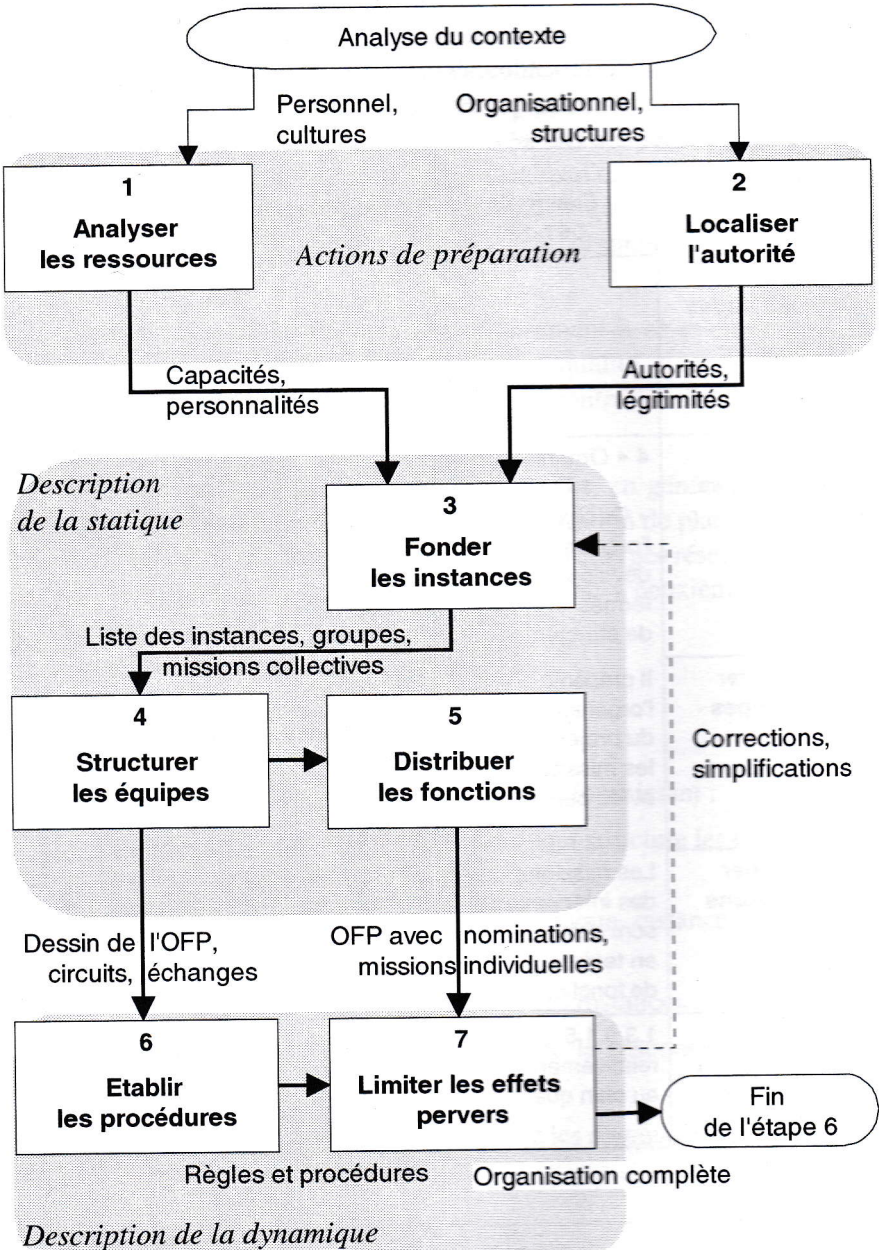 Analyse du contexte
Personnel,
cultures
Organisationnel,
structures
1
Analyser
les ressources
2
Localiser
l'autorité
Actions de préparation
Capacités,
personnalités
Autorités,
légitimités
Description
de la statique
3
Fonder
les instances
Liste des instances, groupes,
missions collectives
4
Structurer
les équipes
5
Distribuer
les fonctions
Corrections,
simplifications
Dessin de l'OFP,
circuits, échanges
OFP avec nominations,
missions individuelles
6
Etablir
les procédures
7
Limiter les effets
pervers
Fin
de l'étape 6
Règles et procédures
Organisation complète
Description de la dynamique